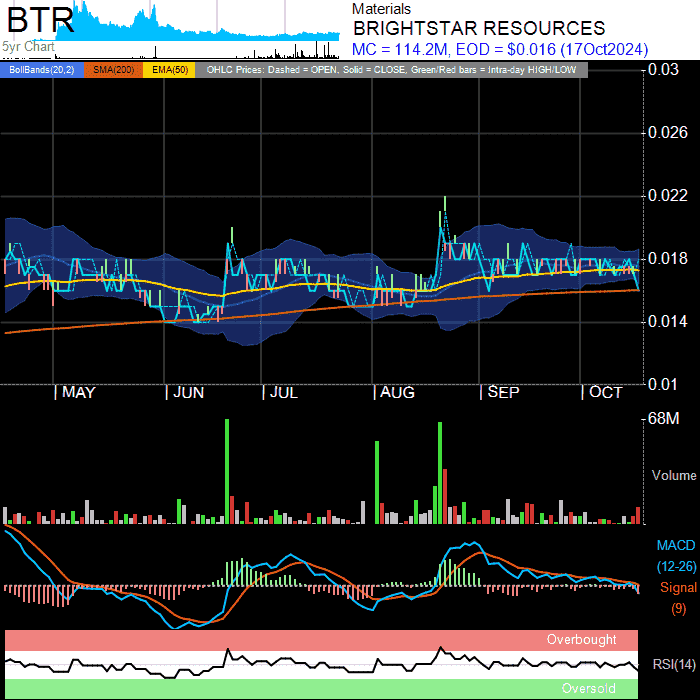 BTR
5yr Chart
Materials
BRIGHTSTAR RESOURCES
MC = 114.2M, EOD = $0.016 (17Oct2024)
BollBands(20,2) SMA(200) EMA(50) OHLC Prices: Dashed = OPEN, Solid = CLOSE, Green/Red bars = Intra-day HIGH/LOW
0.03
0.026
0.022
0.018
0.014
0.01
MAY JUN JUL AUG SEP OCT
68M
Volume
MACD
(12-26)
Signal
(9)
Overbought
RSI(14)
Oversold